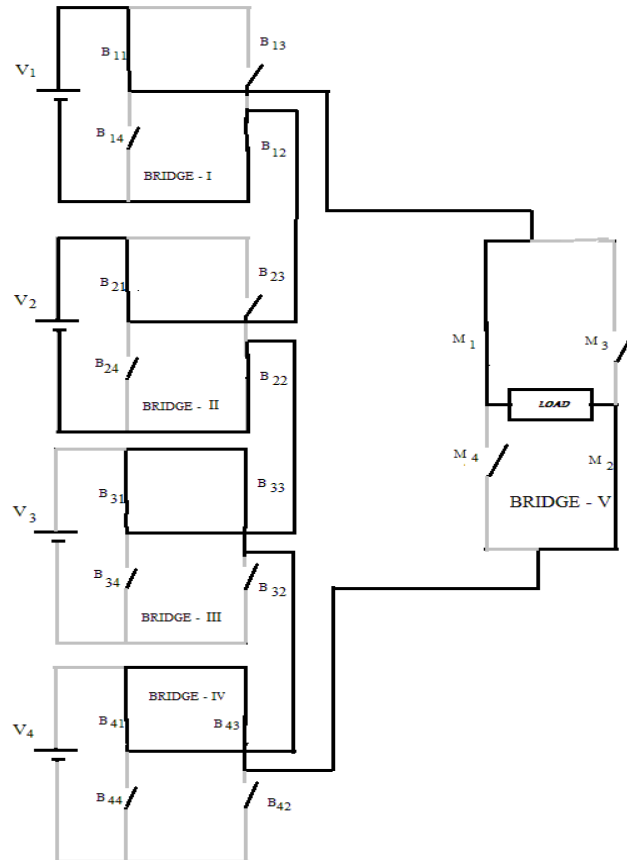 V1
B11
B13
B14
B12
BRIDGE - I
V2
B21
B23
B24
B22
BRIDGE - II
V3
B31
B33
B34
B32
BRIDGE - III
V4
BRIDGE - IV
B41
B43
B44
B42
M1
M3
LOAD
M4
M2
BRIDGE - V